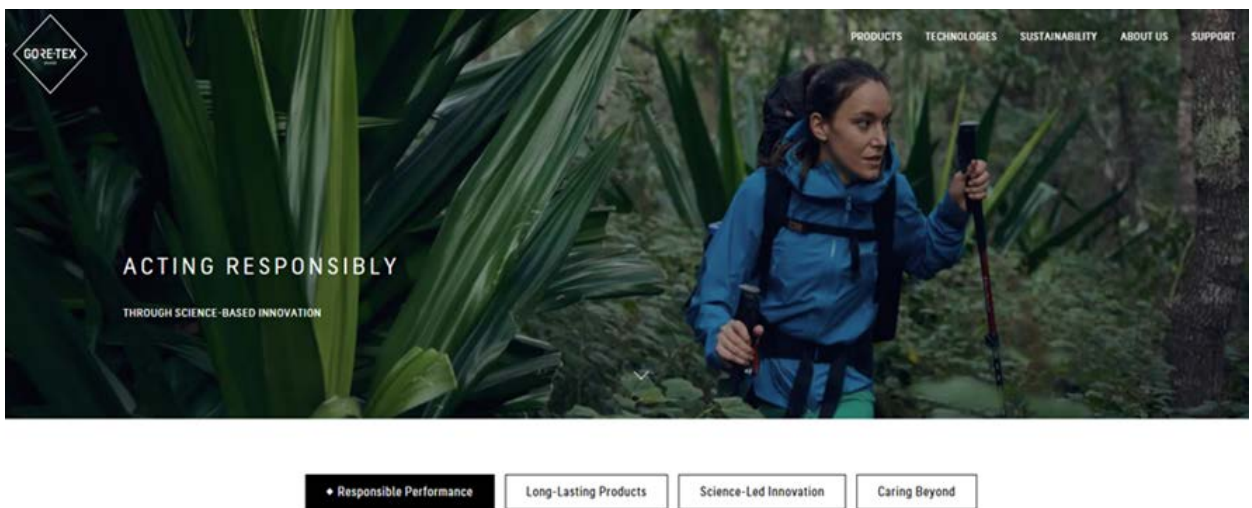 GORE-TEX
PRODUCTS TECHNOLOGIES SUSTAINABILITY ABOUT US SUPPORT
ACTING RESPONSIBLY
THROUGH SCIENCE-BASED INNOVATION
Responsible Performance Long-Lasting Products Science-Led Innovation Caring Beyond